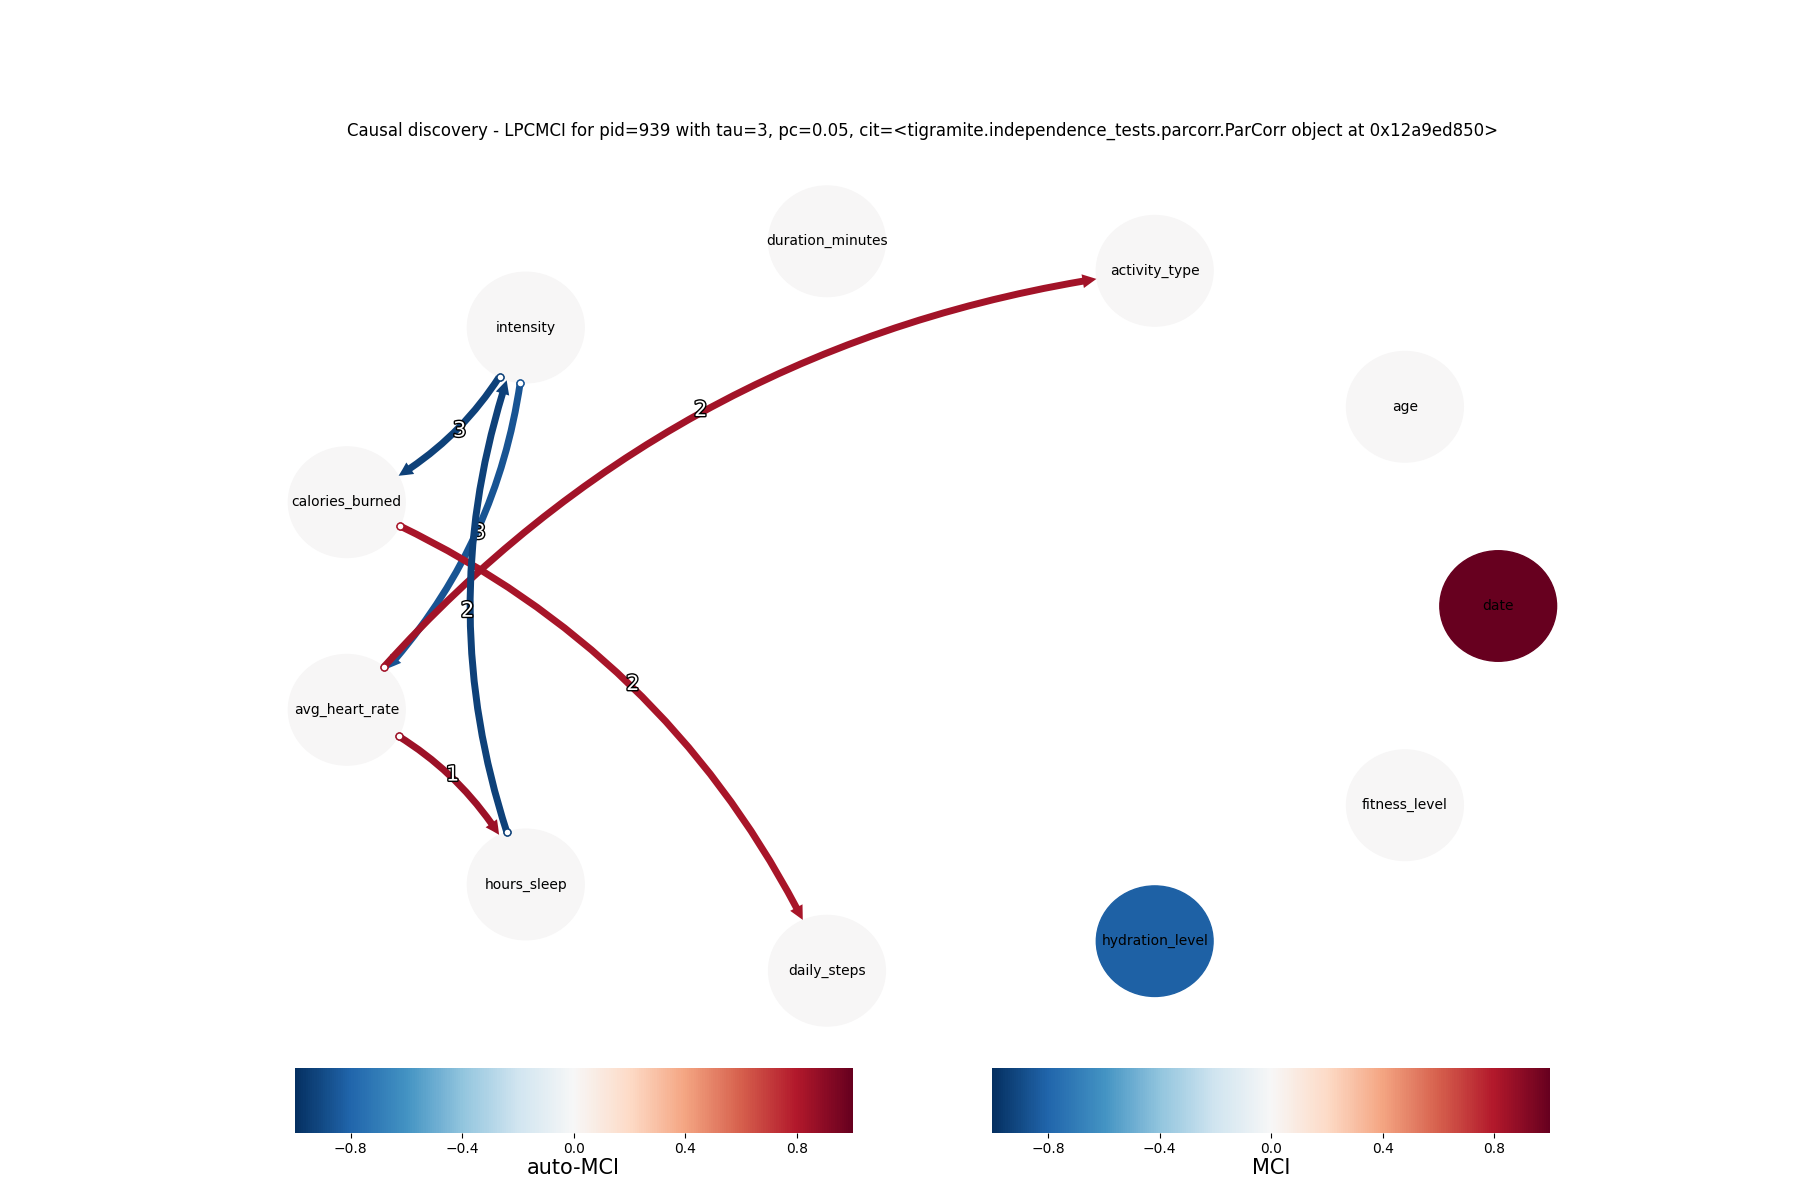 Causal discovery - LPCMCI for pid=939 with tau=3, pc=0.05, cit=<tigramite.independence_tests.parcorr.ParCorr object at 0x12a9ed850>
duration_minutes
activity_type
intensity
age
2
3
calories_burned
3
date
2
2
avg_heart_rate
1
fitness_level
hours_sleep
hydration_level
daily_steps
−0.8 −0.4 0.0 0.4 0.8
auto-MCI
−0.8 −0.4 0.0 0.4 0.8
MCI